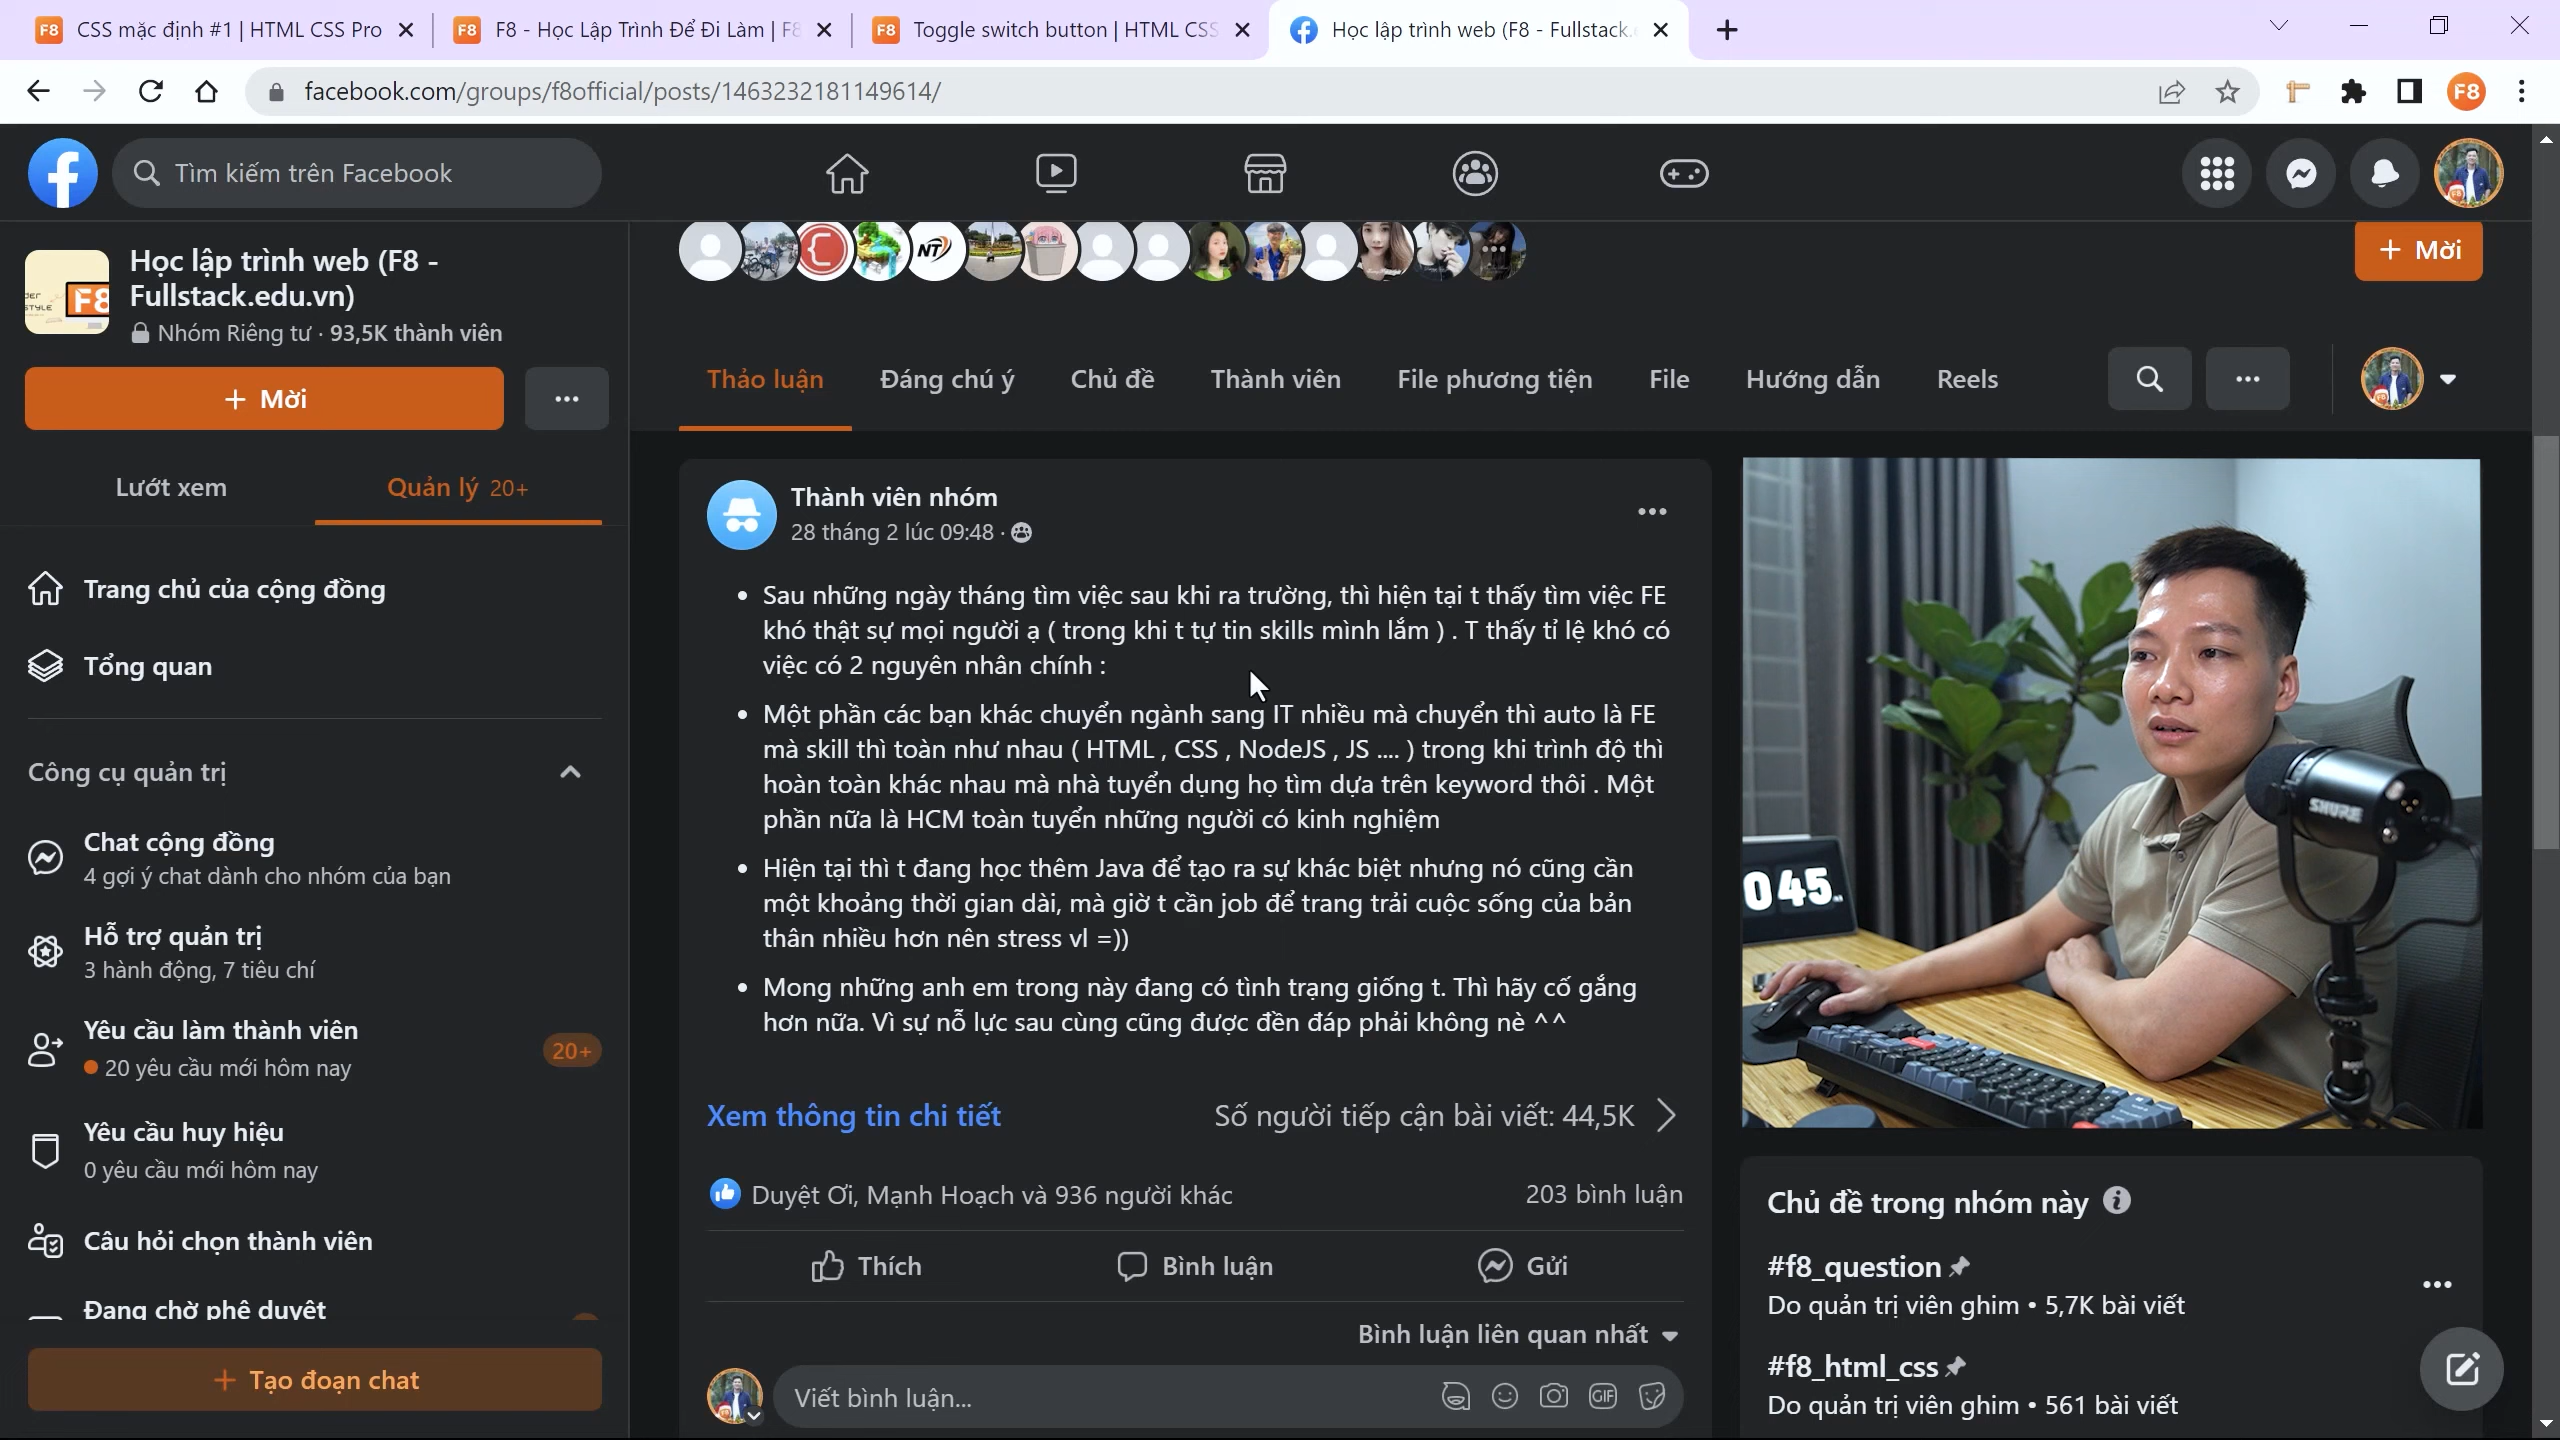 CSS mặc định #1 | HTML CSS Pro
F8 - Học Lập Trình Để Đi Làm | F8
Toggle switch button | HTML CSS
Học lập trình web (F8 - Fullstack.
facebook.com/groups/f8official/posts/1463232181149614/
F8
Tìm kiếm trên Facebook
Học lập trình web (F8 -
Fullstack.edu.vn)
Nhóm Riêng tư · 93,5K thành viên
+ Mời
Lướt xem
Quản lý 20+
Trang chủ của cộng đồng
Tổng quan
Công cụ quản trị
Chat cộng đồng
4 gợi ý chat dành cho nhóm của bạn
Hỗ trợ quản trị
3 hành động, 7 tiêu chí
Yêu cầu làm thành viên
20 yêu cầu mới hôm nay
20+
Yêu cầu huy hiệu
0 yêu cầu mới hôm nay
Câu hỏi chọn thành viên
Đang chờ phê duyệt
+ Tạo đoạn chat
NT
+ Mời
Thảo luận
Đáng chú ý
Chủ đề
Thành viên
File phương tiện
File
Hướng dẫn
Reels
Thành viên nhóm
28 tháng 2 lúc 09:48 ·
• Sau những ngày tháng tìm việc sau khi ra trường, thì hiện tại t thấy tìm việc FE
khó thật sự mọi người ạ ( trong khi t tự tin skills mình lắm ) . T thấy tỉ lệ khó có
việc có 2 nguyên nhân chính :
• Một phần các bạn khác chuyển ngành sang IT nhiều mà chuyển thì auto là FE
mà skill thì toàn như nhau ( HTML , CSS , NodeJS , JS .... ) trong khi trình độ thì
hoàn toàn khác nhau mà nhà tuyển dụng họ tìm dựa trên keyword thôi . Một
phần nữa là HCM toàn tuyển những người có kinh nghiệm
• Hiện tại thì t đang học thêm Java để tạo ra sự khác biệt nhưng nó cũng cần
một khoảng thời gian dài, mà giờ t cần job để trang trải cuộc sống của bản
thân nhiều hơn nên stress vl =))
• Mong những anh em trong này đang có tình trạng giống t. Thì hãy cố gắng
hơn nữa. Vì sự nỗ lực sau cùng cũng được đền đáp phải không nè ^^
Xem thông tin chi tiết
Số người tiếp cận bài viết: 44,5K
Duyệt Ơi, Mạnh Hoạch và 936 người khác
203 bình luận
Thích
Bình luận
Gửi
Bình luận liên quan nhất
Viết bình luận...
GIF
045
SHURE
Chủ đề trong nhóm này
#f8_question
Do quản trị viên ghim • 5,7K bài viết
#f8_html_css
Do quản trị viên ghim • 561 bài viết